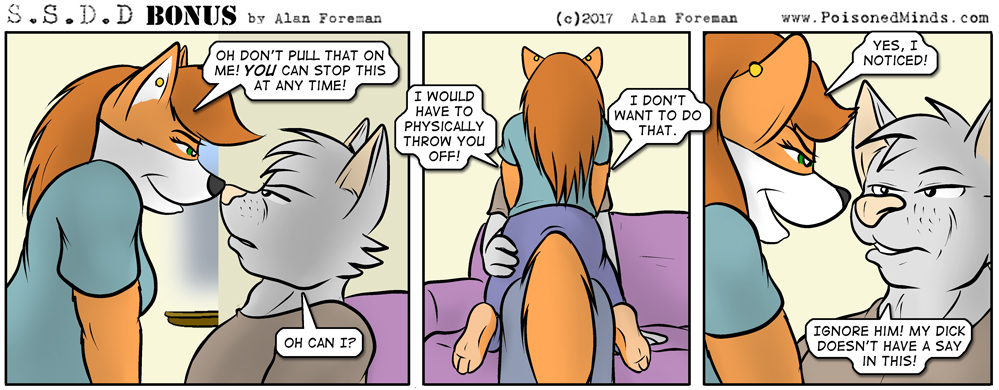 S.S.D.D BONUS by Alan Foreman (c)2017 Alan Foreman www.PoisonedMinds.com
OH DON'T PULL THAT ON
ME! YOU CAN STOP THIS
AT ANY TIME!
OH CAN I?
I WOULD
HAVE TO
PHYSICALLY
THROW YOU
OFF!
I DON'T
WANT TO DO
THAT.
YES, I
NOTICED!
IGNORE HIM! MY DICK
DOESN'T HAVE A SAY
IN THIS!